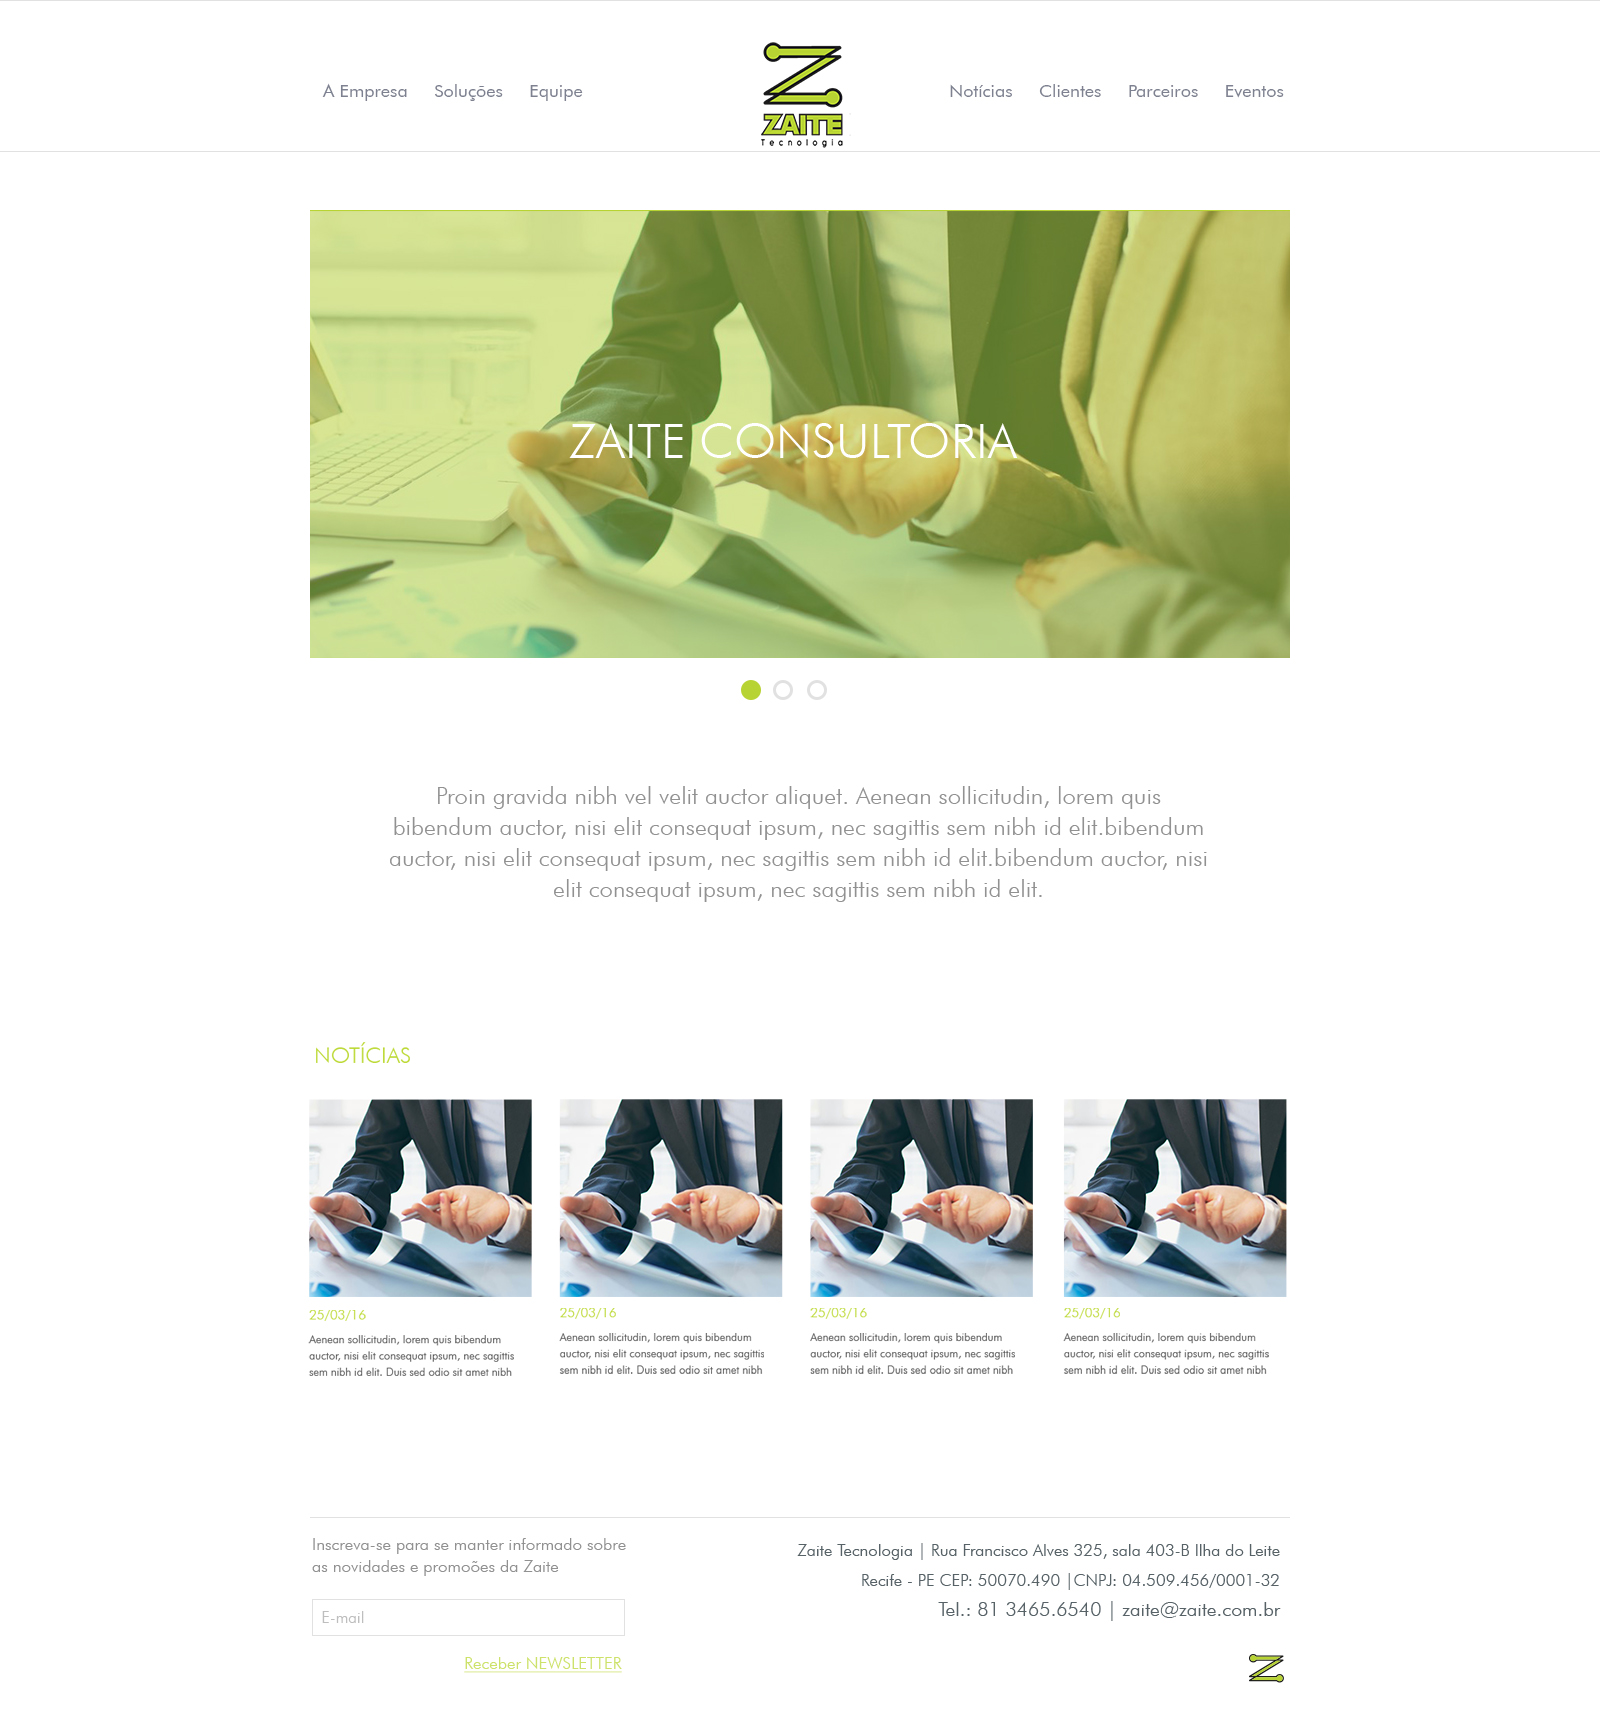 A Empresa Soluções Equipe
ZAITE
Tecnologia
Notícias Clientes Parceiros Eventos
ZAITE CONSULTORIA
Proin gravida nibh vel velit auctor aliquet. Aenean sollicitudin, lorem quis
bibendum auctor, nisi elit consequat ipsum, nec sagittis sem nibh id elit.bibendum
auctor, nisi elit consequat ipsum, nec sagittis sem nibh id elit.bibendum auctor, nisi
elit consequat ipsum, nec sagittis sem nibh id elit.
NOTÍCIAS
25/03/16
Aenean sollicitudin, lorem quis bibendum
auctor, nisi elit consequat ipsum, nec sagittis
sem nibh id elit. Duis sed odio sit amet nibh
25/03/16
Aenean sollicitudin, lorem quis bibendum
auctor, nisi elit consequat ipsum, nec sagittis
sem nibh id elit. Duis sed odio sit amet nibh
25/03/16
Aenean sollicitudin, lorem quis bibendum
auctor, nisi elit consequat ipsum, nec sagittis
sem nibh id elit. Duis sed odio sit amet nibh
25/03/16
Aenean sollicitudin, lorem quis bibendum
auctor, nisi elit consequat ipsum, nec sagittis
sem nibh id elit. Duis sed odio sit amet nibh
Inscreva-se para se manter informado sobre
as novidades e promoões da Zaite
E-mail
Receber NEWSLETTER
Zaite Tecnologia | Rua Francisco Alves 325, sala 403-B Ilha do Leite
Recife - PE CEP: 50070.490 |CNPJ: 04.509.456/0001-32
Tel.: 81 3465.6540 | zaite@zaite.com.br